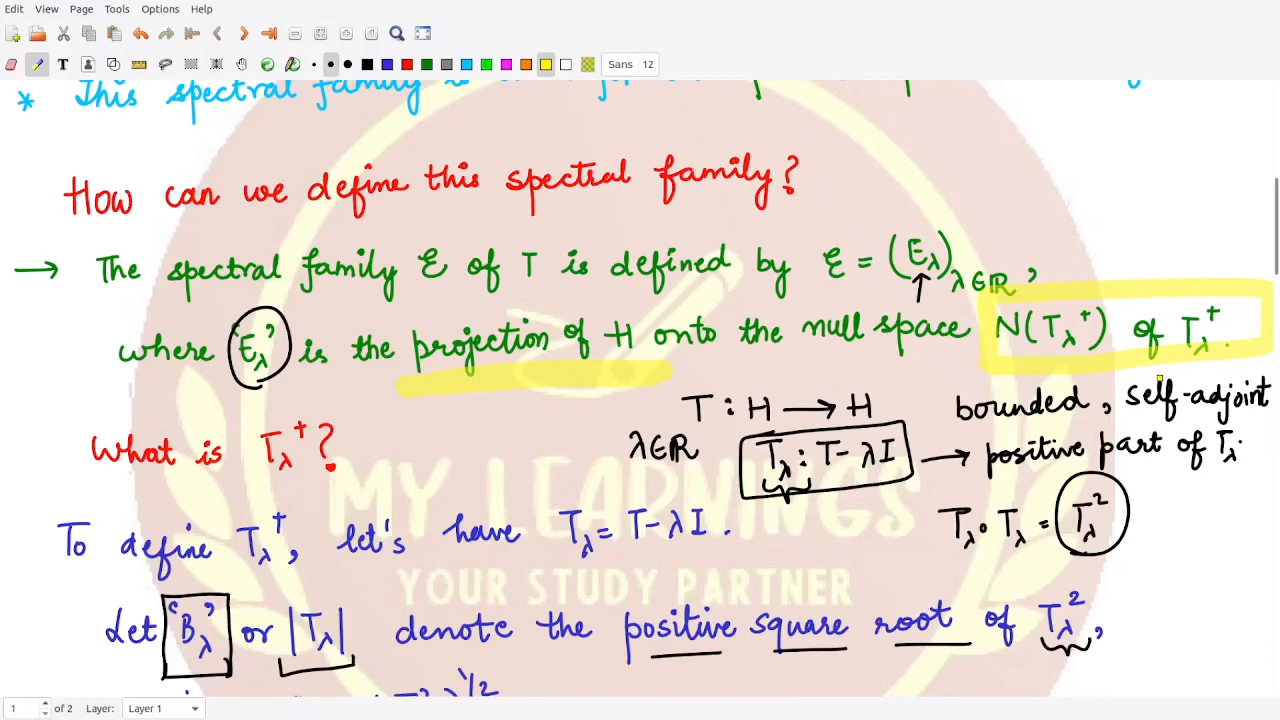 Edit View Page Tools Options Help
Sans 12
* This spectral family is
How can we define this spectral family?
→ The spectral family ℰ of T is defined by ℰ = (E_λ)_{λ∈ℝ},
where 'E_λ' is the projection of H onto the null space N(T_λ⁺) of T_λ⁺.
T : H → H bounded, self-adjoint
What is T_λ⁺? λ∈ℝ T_λ : T - λI → positive part of T_λ.
To define T_λ⁺, let's have T_λ = T - λI. T_λ∘T_λ = T_λ²
MY LEARNINGS
YOUR STUDY PARTNER
Let 'B_λ' or |T_λ| denote the positive square root of T_λ²,
1 of 2 Layer: Layer 1